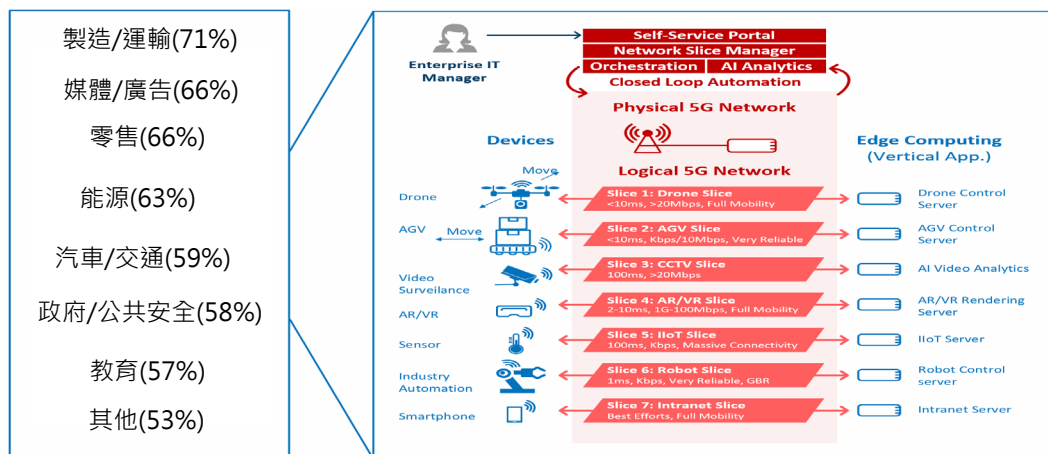 製造/運輸(71%)
媒體/廣告(66%)
零售(66%)
能源(63%)
汽車/交通(59%)
政府/公共安全(58%)
教育(57%)
其他(53%)
Enterprise IT
Manager
Self-Service Portal
Network Slice Manager
Orchestration
AI Analytics
Closed Loop Automation
Physical 5G Network
Devices
Edge Computing
(Vertical App.)
Logical 5G Network
Drone
Move
Slice 1: Drone Slice
<10ms, >20Mbps, Full Mobility
Drone Control
Server
AGV
Move
Slice 2: AGV Slice
<10ms, Kbps/10Mbps, Very Reliable
AGV Control
Server
Video
Surveilance
Slice 3: CCTV Slice
100ms, >20Mbps
AI Video Analytics
AR/VR
Slice 4: AR/VR Slice
2-10ms, 1G-100Mbps, Full Mobility
AR/VR Rendering
Server
Sensor
Slice 5: IIoT Slice
100ms, Kbps, Massive Connectivity
IIoT Server
Industry
Automation
Slice 6: Robot Slice
1ms, Kbps, Very Reliable, GBR
Robot Control
server
Smartphone
Slice 7: Intranet Slice
Best Efforts, Full Mobility
Intranet Server